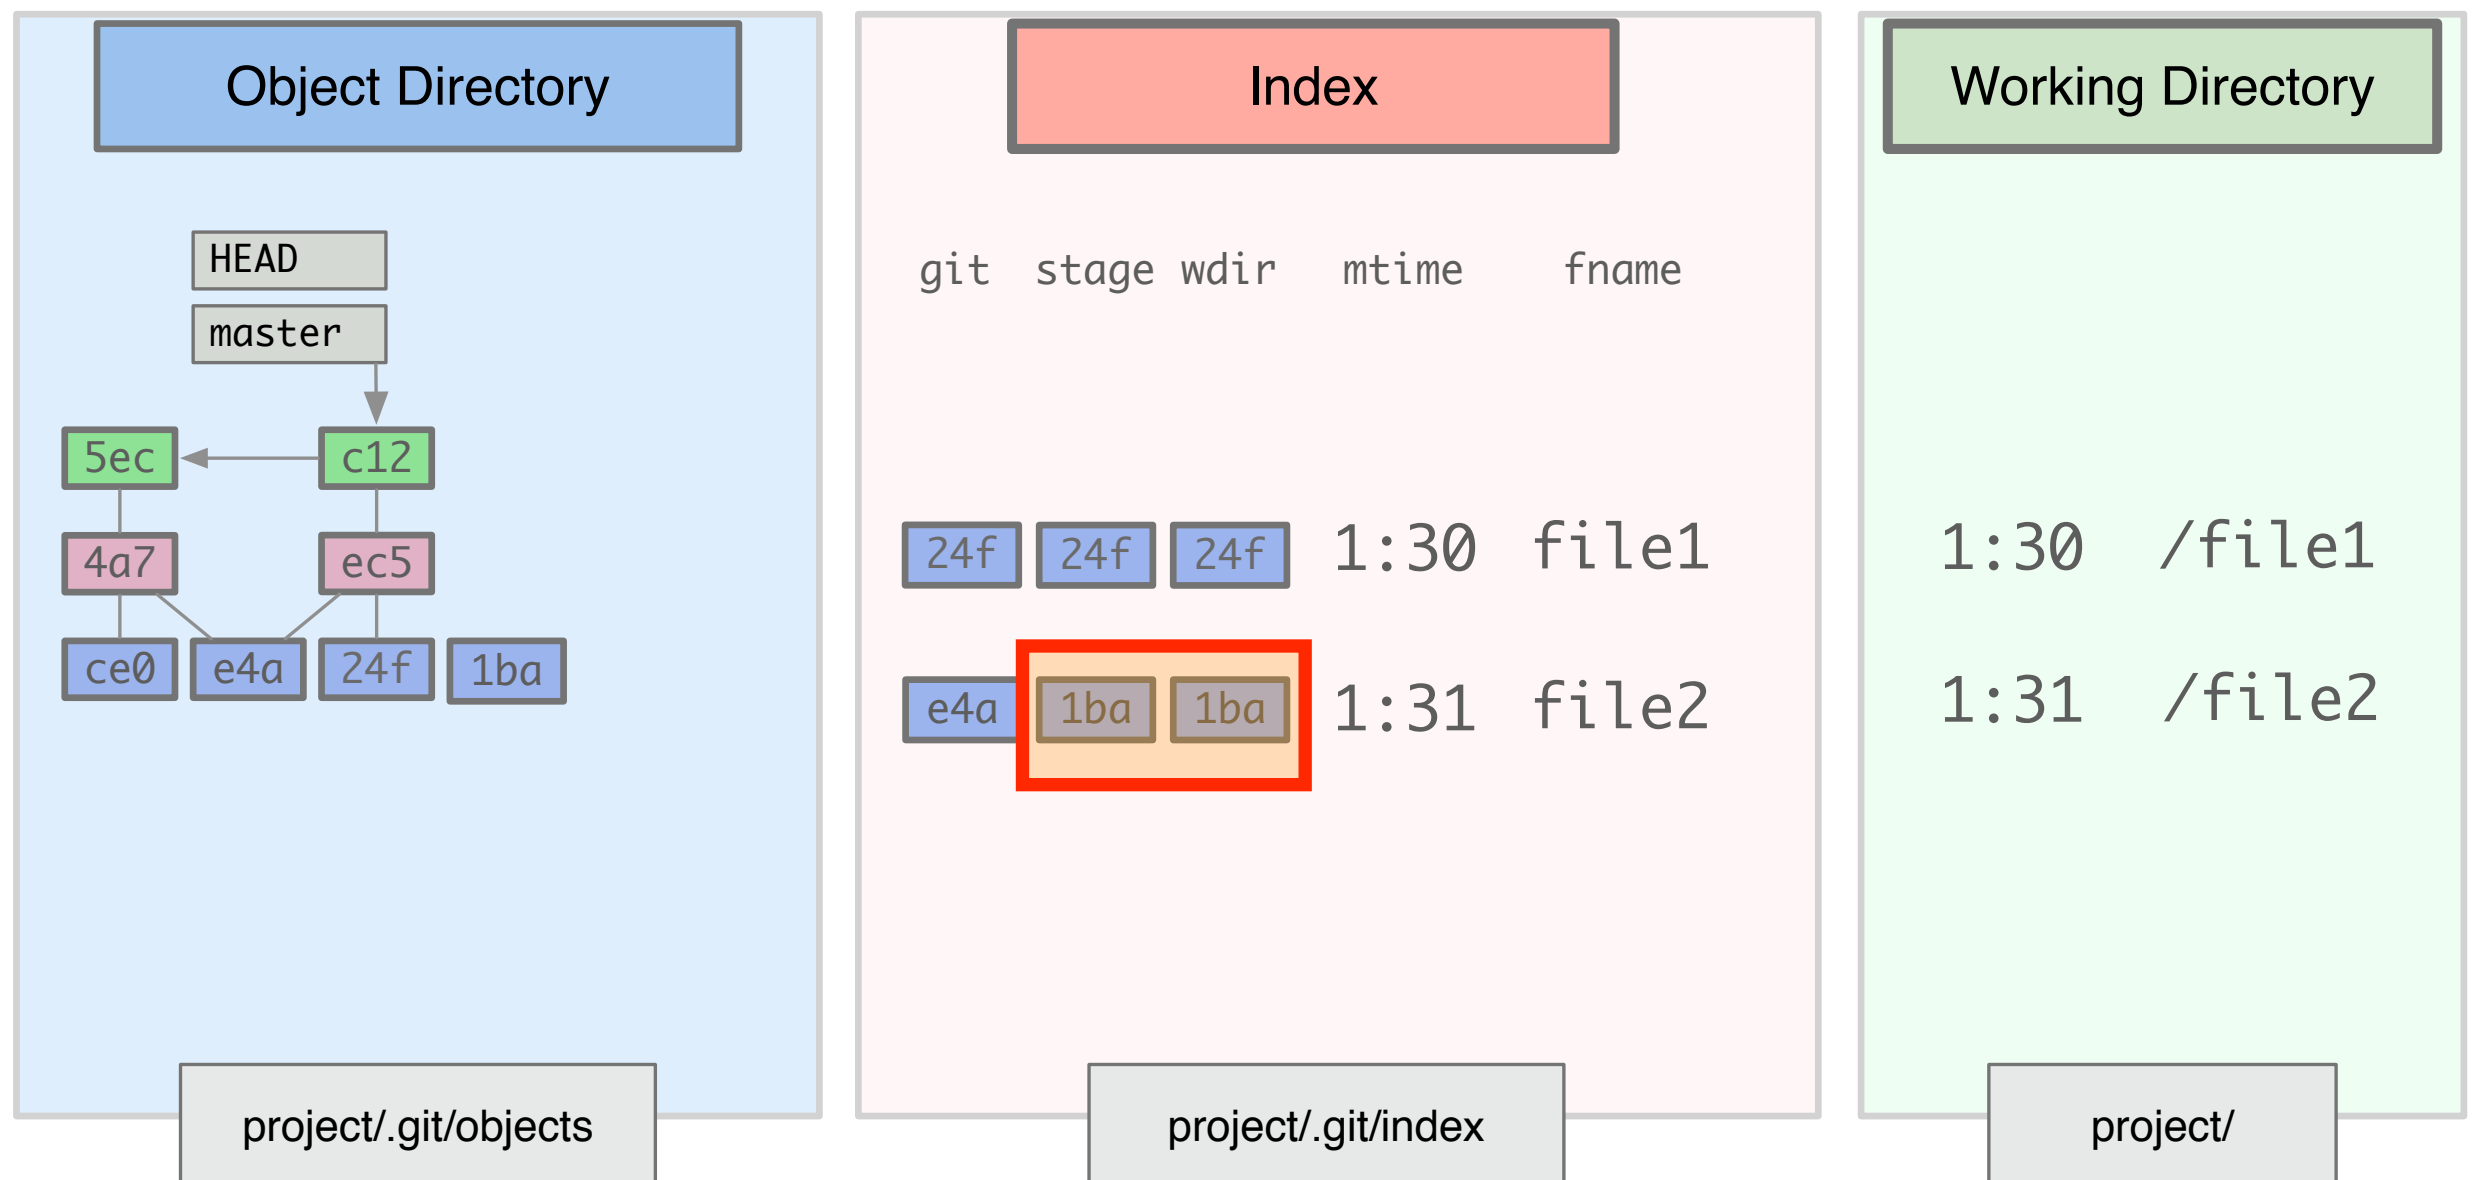 Object Directory
HEAD
master
5ec c12
4a7 ec5
ce0 e4a 24f 1ba
project/.git/objects
Index
git stage wdir mtime fname
24f 24f 24f 1:30 file1
e4a 1ba 1ba 1:31 file2
project/.git/index
Working Directory
1:30 /file1
1:31 /file2
project/